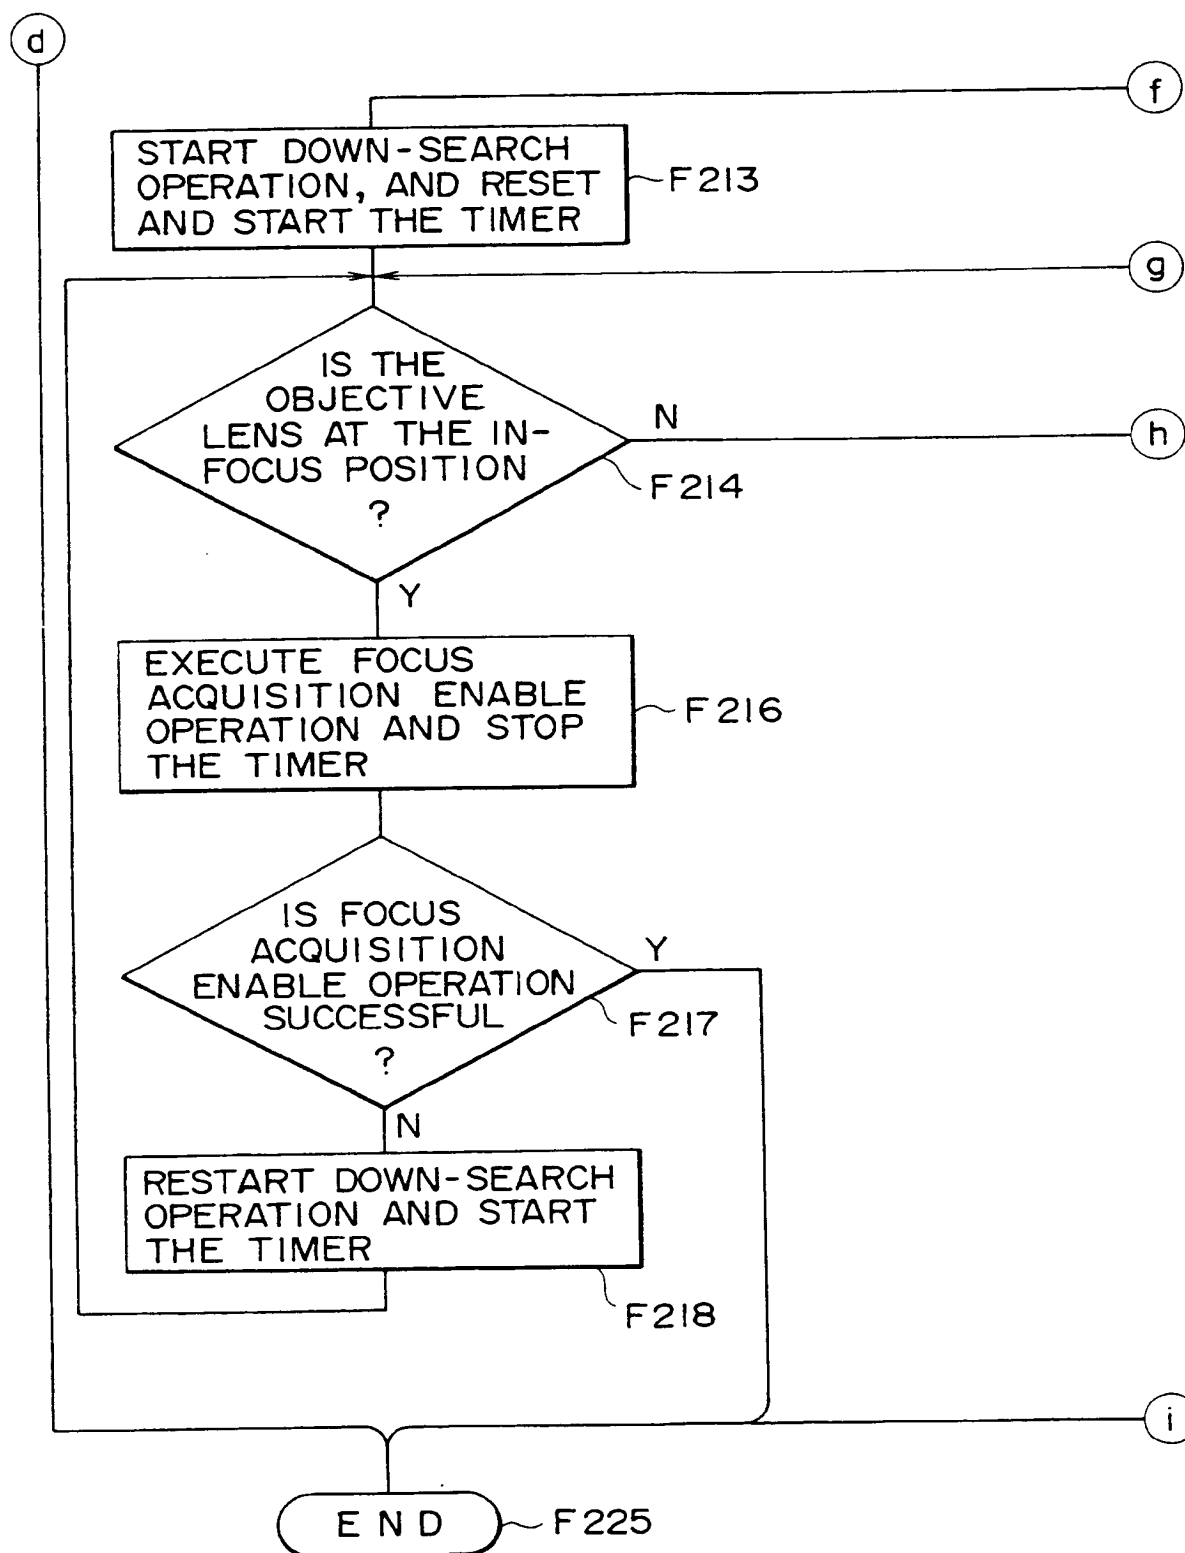 d
f
START DOWN-SEARCH
OPERATION, AND RESET
AND START THE TIMER
F213
g
IS THE
OBJECTIVE
LENS AT THE IN-
FOCUS POSITION
?
N
h
F214
Y
EXECUTE FOCUS
ACQUISITION ENABLE
OPERATION AND STOP
THE TIMER
F216
IS FOCUS
ACQUISITION
ENABLE OPERATION
SUCCESSFUL
?
Y
F217
N
RESTART DOWN-SEARCH
OPERATION AND START
THE TIMER
F218
i
END
F225